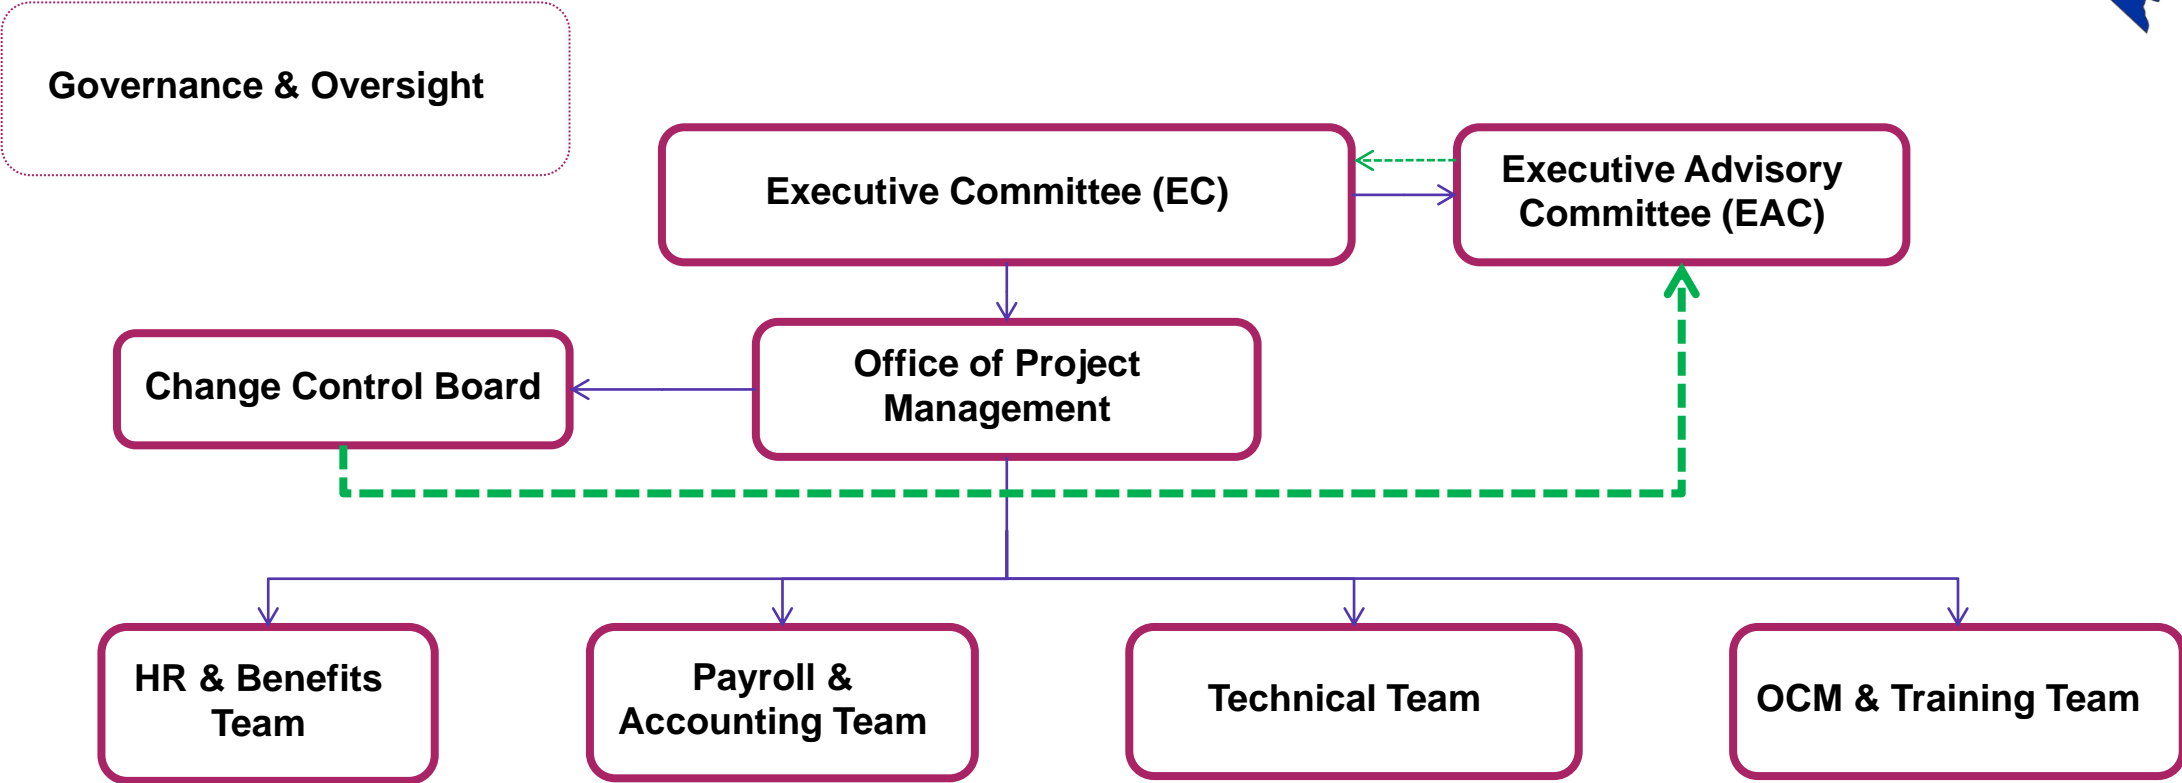 Governance & Oversight
Executive Committee (EC)
Executive Advisory
Committee (EAC)
Change Control Board
Office of Project
Management
HR & Benefits
Team
Payroll &
Accounting Team
Technical Team
OCM & Training Team